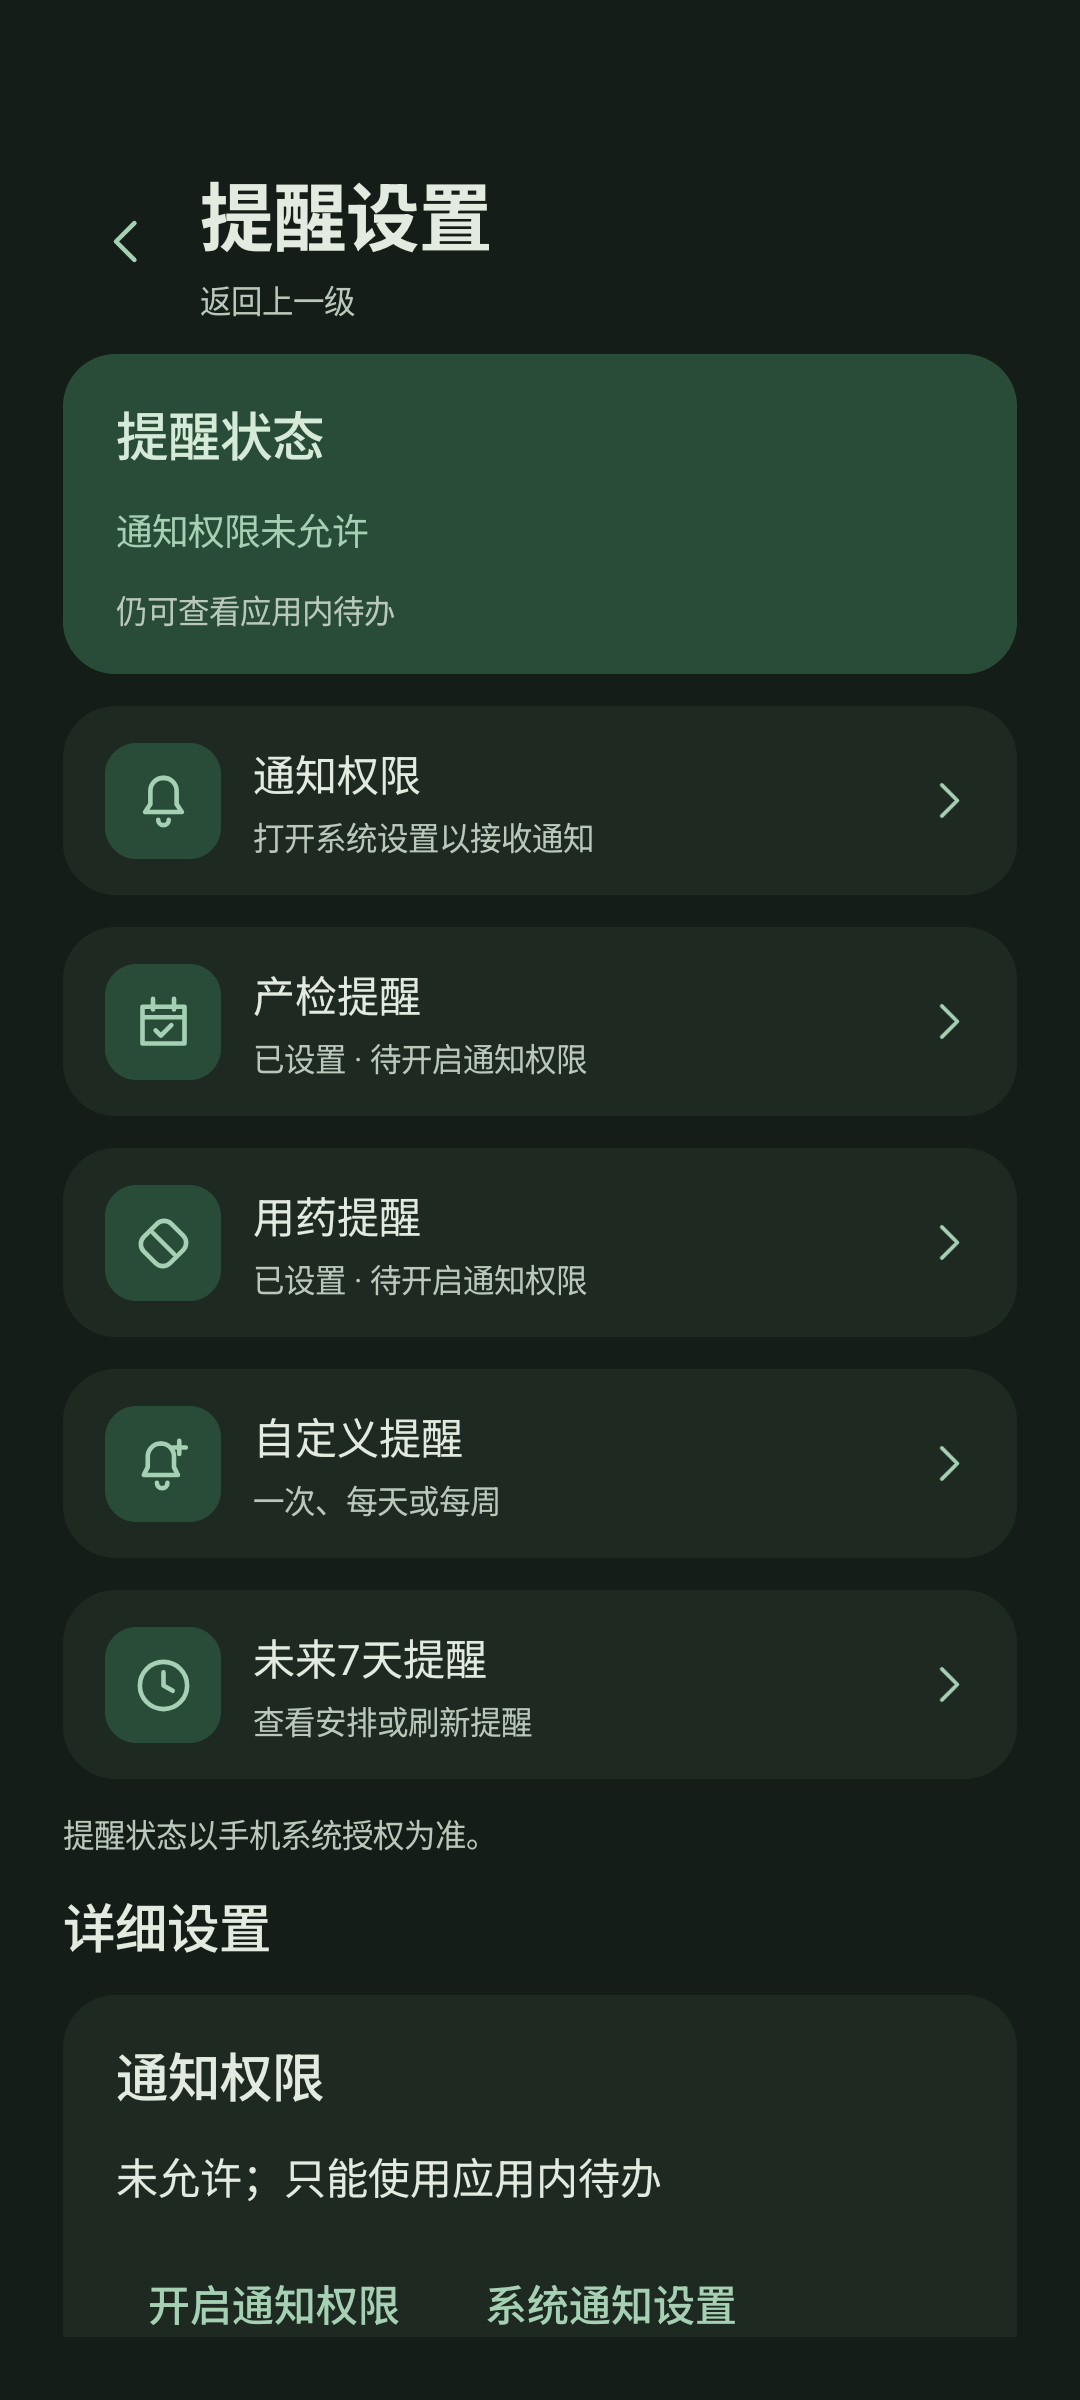 提醒设置
返回上一级
提醒状态
通知权限未允许
仍可查看应用内待办
通知权限
打开系统设置以接收通知
产检提醒
已设置 · 待开启通知权限
用药提醒
已设置 · 待开启通知权限
自定义提醒
一次、每天或每周
未来7天提醒
查看安排或刷新提醒
提醒状态以手机系统授权为准。
详细设置
通知权限
未允许；只能使用应用内待办
开启通知权限 系统通知设置